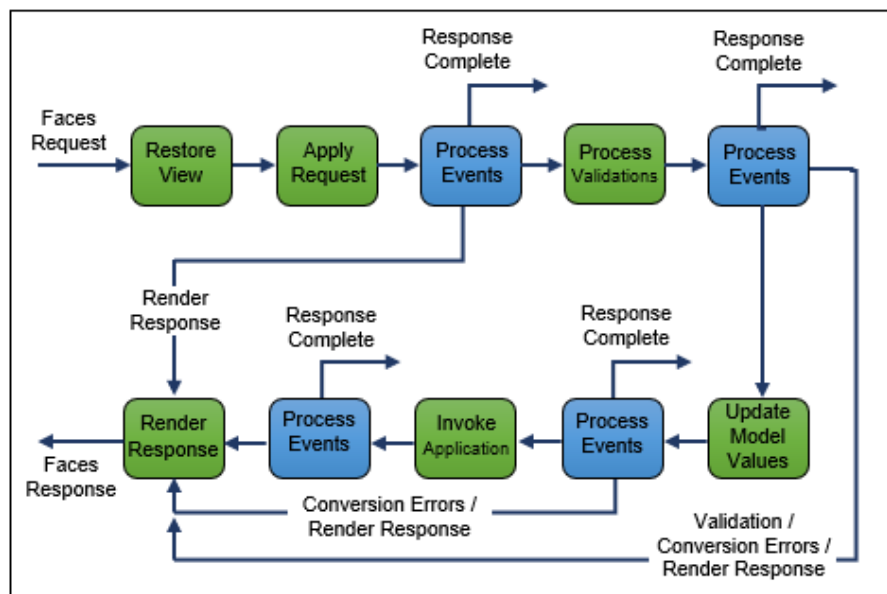 Response
Complete
Response
Complete
Faces
Request
Restore
View
Apply
Request
Process
Events
Process
Validations
Process
Events
Render
Response
Response
Complete
Response
Complete
Render
Response
Process
Events
Invoke
Application
Process
Events
Update
Model
Values
Faces
Response
Conversion Errors /
Render Response
Validation /
Conversion Errors /
Render Response